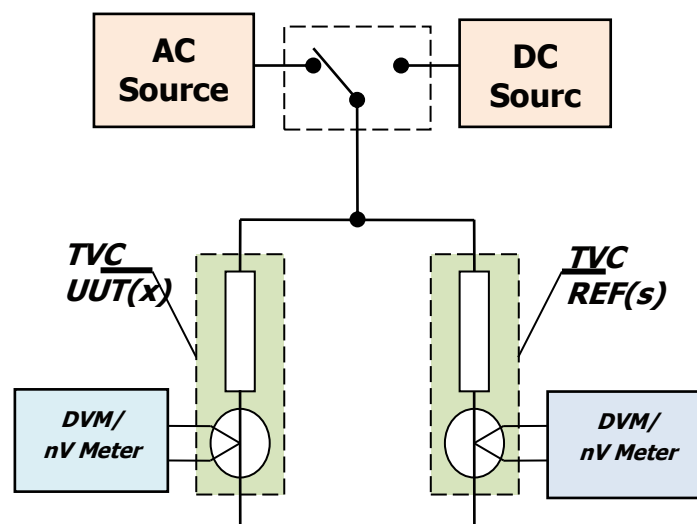 AC
Source
DC
Sourc
TVC
UUT(x)
TVC
REF(s)
DVM/
nV Meter
DVM/
nV Meter